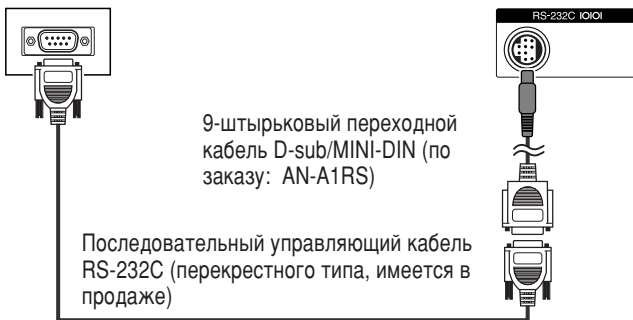 RS-232C IOIOI
9-штырьковый переходной
кабель D-sub/MINI-DIN (по
заказу: AN-A1RS)
Последовательный управляющий кабель
RS-232C (перекрестного типа, имеется в
продаже)